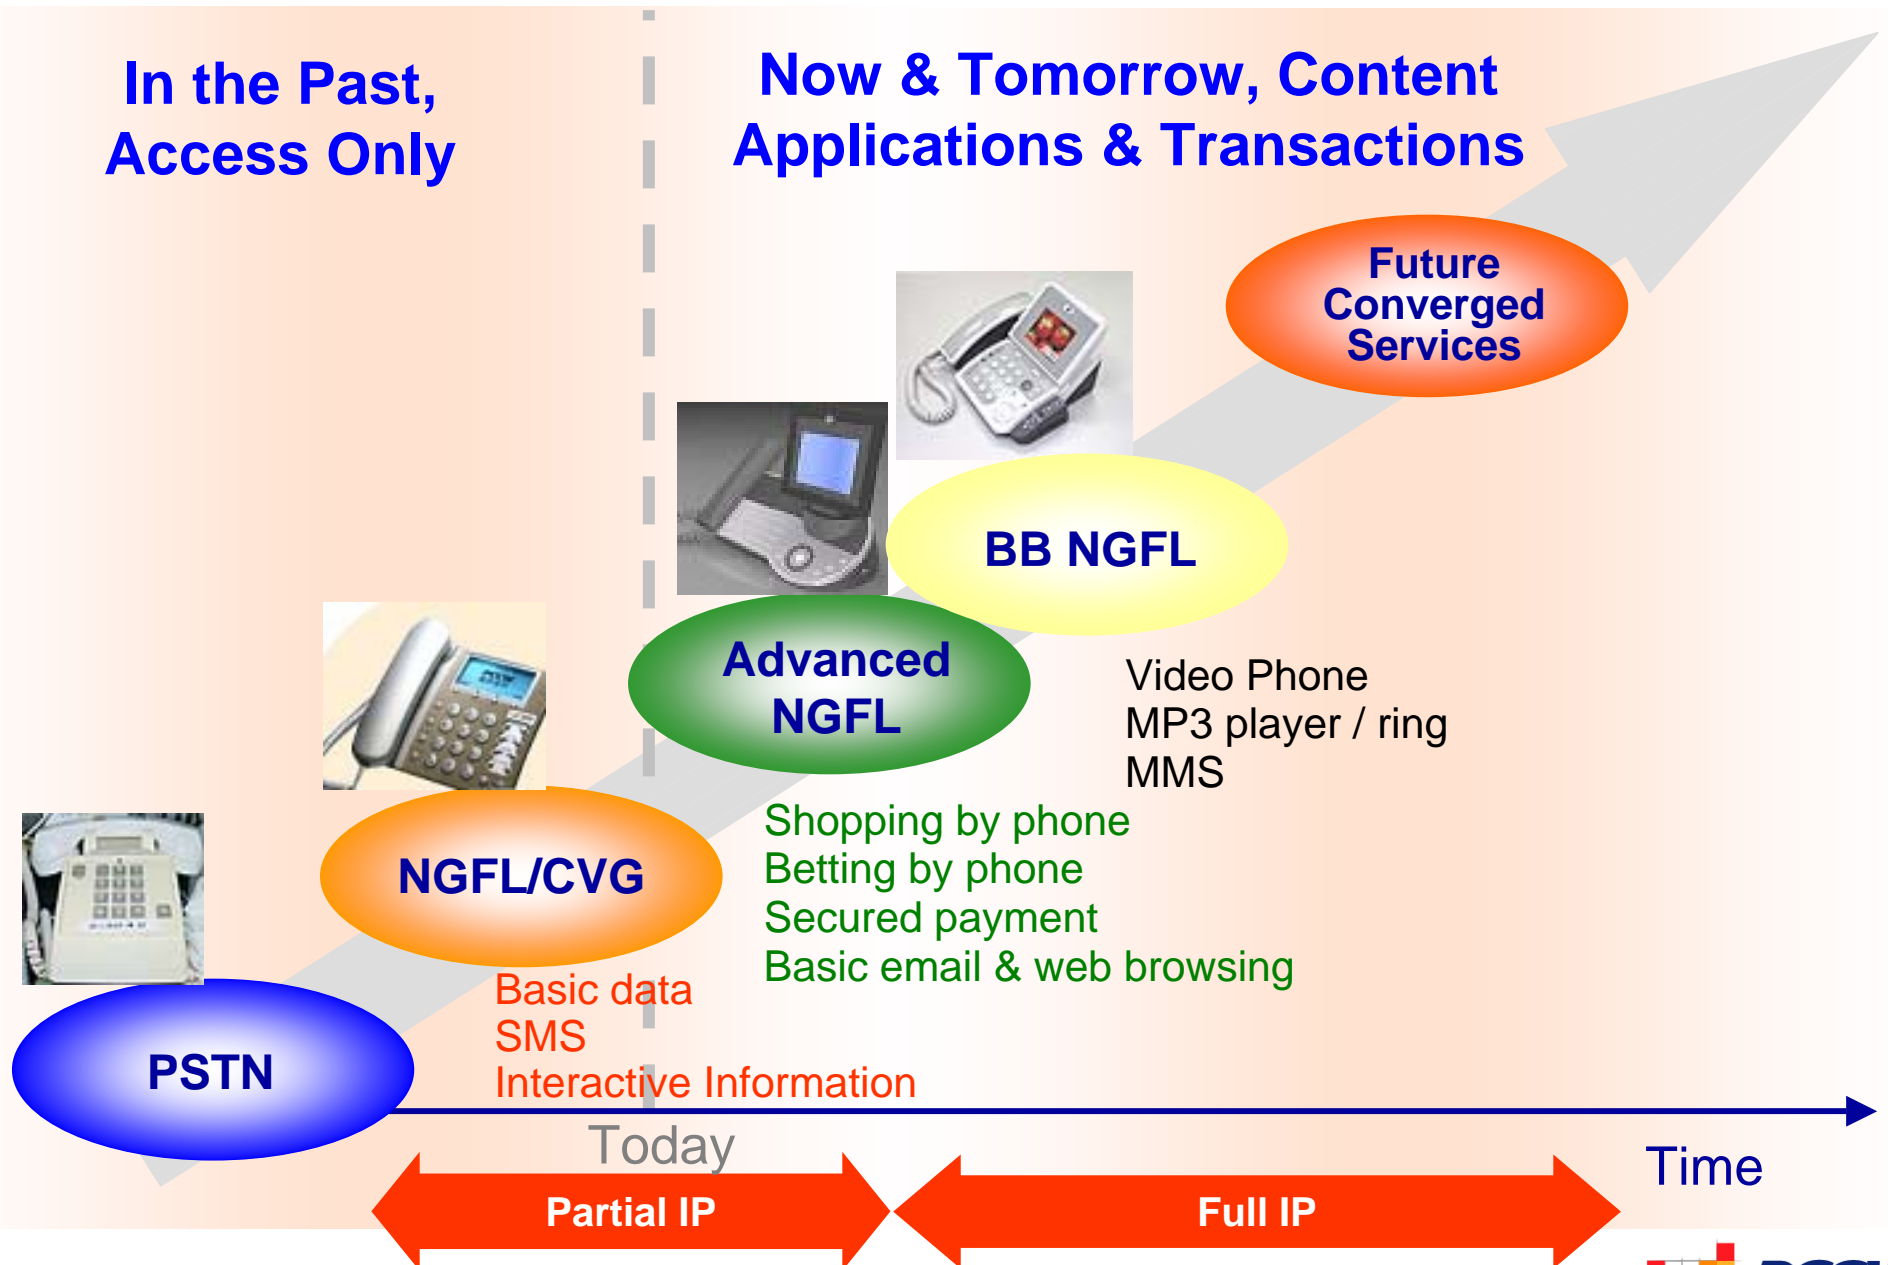 In the Past,
Access Only
Now & Tomorrow, Content
Applications & Transactions
Future
Converged
Services
BB NGFL
Advanced
NGFL
Video Phone
MP3 player / ring
MMS
NGFL/CVG
Shopping by phone
Betting by phone
Secured payment
Basic email & web browsing
PSTN
Basic data
SMS
Interactive Information
Today
Time
Partial IP
Full IP